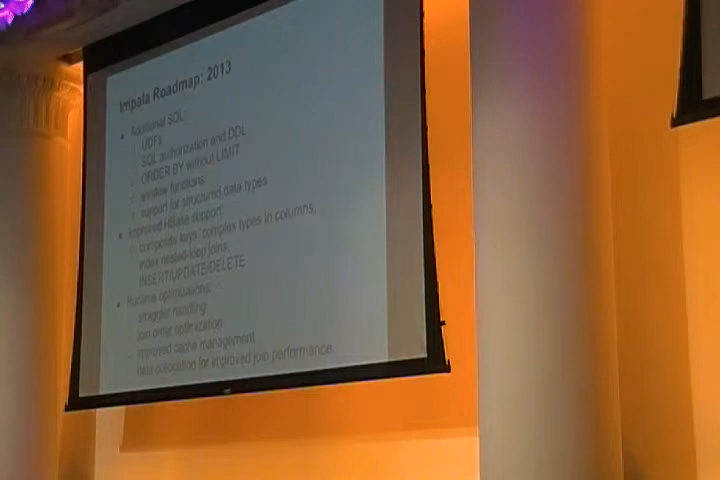 Impala Roadmap: 2013
Additional SQL:
UDFs
SQL authorization and DDL
ORDER BY without LIMIT
window functions
support for structured data types
Improved HBase support:
composite keys, complex types in columns,
index nested-loop joins,
INSERT/UPDATE/DELETE
Runtime optimizations:
straggler handling
join order optimization
improved cache management
data collocation for improved join performance